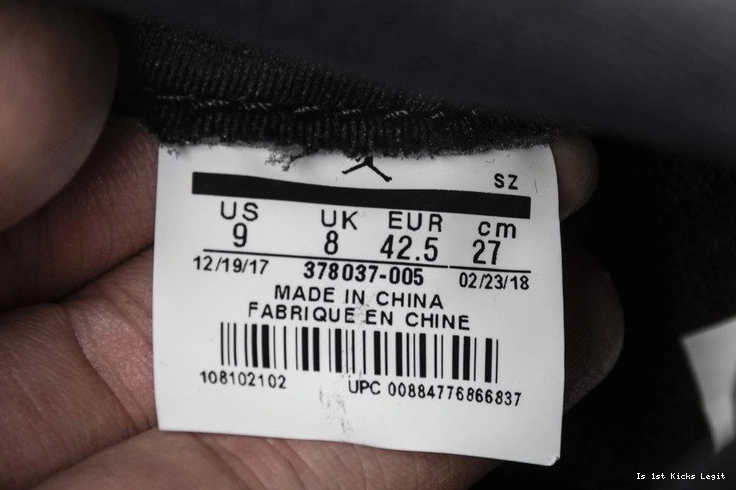 SZ
US UK EUR cm
9 8 42.5 27
12/19/17 378037-005 02/23/18
MADE IN CHINA
FABRIQUE EN CHINE
108102102 UPC 00884776866837
Is 1st Kicks Legit